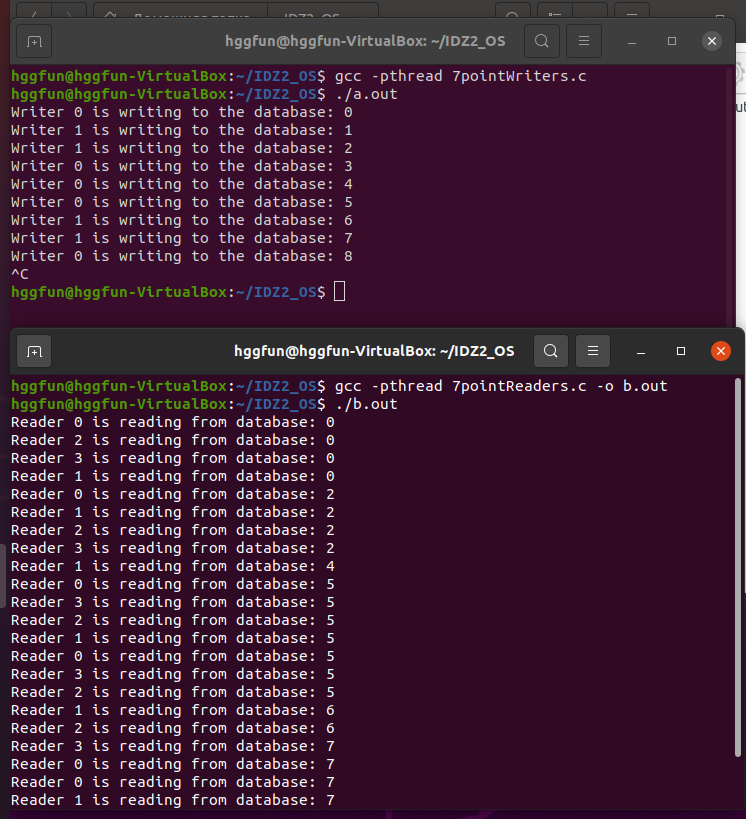 hggfun@hggfun-VirtualBox: ~/IDZ2_OS
hggfun@hggfun-VirtualBox:~/IDZ2_OS$ gcc -pthread 7pointWriters.c
hggfun@hggfun-VirtualBox:~/IDZ2_OS$ ./a.out
Writer 0 is writing to the database: 0
Writer 1 is writing to the database: 1
Writer 1 is writing to the database: 2
Writer 0 is writing to the database: 3
Writer 0 is writing to the database: 4
Writer 0 is writing to the database: 5
Writer 1 is writing to the database: 6
Writer 1 is writing to the database: 7
Writer 0 is writing to the database: 8
^C
hggfun@hggfun-VirtualBox:~/IDZ2_OS$
hggfun@hggfun-VirtualBox: ~/IDZ2_OS
hggfun@hggfun-VirtualBox:~/IDZ2_OS$ gcc -pthread 7pointReaders.c -o b.out
hggfun@hggfun-VirtualBox:~/IDZ2_OS$ ./b.out
Reader 0 is reading from database: 0
Reader 2 is reading from database: 0
Reader 3 is reading from database: 0
Reader 1 is reading from database: 0
Reader 0 is reading from database: 2
Reader 1 is reading from database: 2
Reader 2 is reading from database: 2
Reader 3 is reading from database: 2
Reader 1 is reading from database: 4
Reader 0 is reading from database: 5
Reader 3 is reading from database: 5
Reader 2 is reading from database: 5
Reader 1 is reading from database: 5
Reader 0 is reading from database: 5
Reader 3 is reading from database: 5
Reader 2 is reading from database: 5
Reader 1 is reading from database: 6
Reader 2 is reading from database: 6
Reader 3 is reading from database: 7
Reader 0 is reading from database: 7
Reader 0 is reading from database: 7
Reader 1 is reading from database: 7